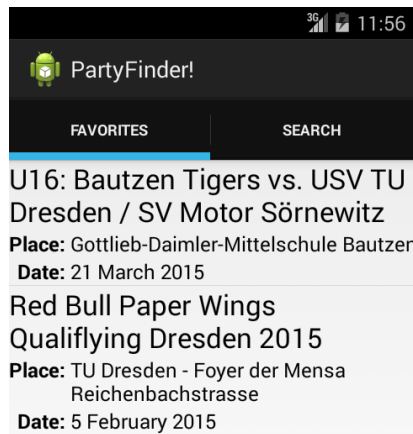 3G 11:56
PartyFinder!
FAVORITES SEARCH
U16: Bautzen Tigers vs. USV TU
Dresden / SV Motor Sörnewitz
Place: Gottlieb-Daimler-Mittelschule Bautzen
Date: 21 March 2015
Red Bull Paper Wings
Qualiflying Dresden 2015
Place: TU Dresden - Foyer der Mensa
Reichenbachstrasse
Date: 5 February 2015